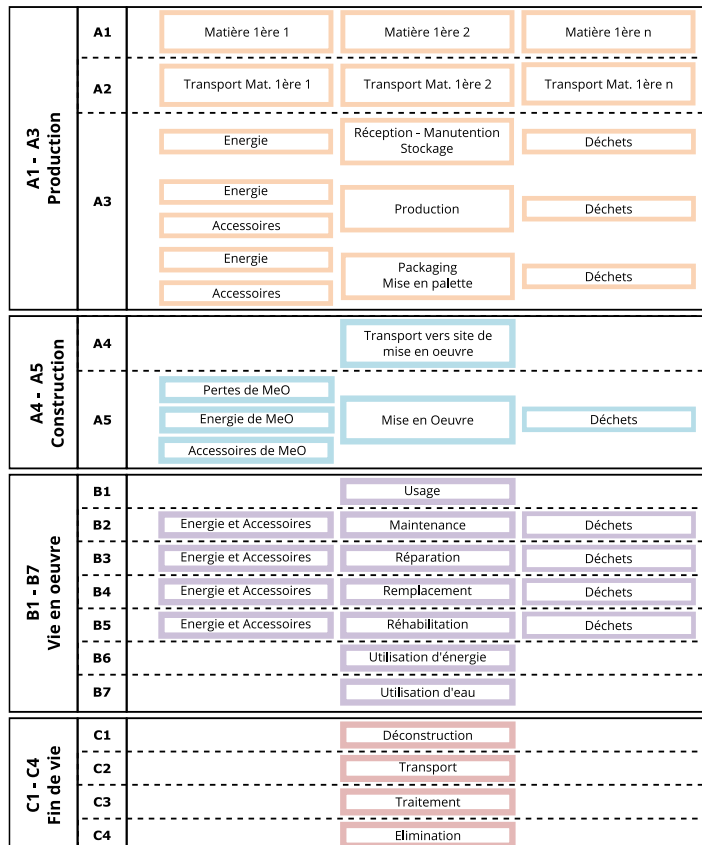 A1 - A3
Production
A1
Matière 1ère 1
Matière 1ère 2
Matière 1ère n
A2
Transport Mat. 1ère 1
Transport Mat. 1ère 2
Transport Mat. 1ère n
A3
Energie
Réception - Manutention
Stockage
Déchets
Energie
Accessoires
Production
Déchets
Energie
Accessoires
Packaging
Mise en palette
Déchets
A4 - A5
Construction
A4
Transport vers site de
mise en oeuvre
A5
Pertes de MeO
Energie de MeO
Accessoires de MeO
Mise en Oeuvre
Déchets
B1 - B7
Vie en oeuvre
B1
Usage
B2
Energie et Accessoires
Maintenance
Déchets
B3
Energie et Accessoires
Réparation
Déchets
B4
Energie et Accessoires
Remplacement
Déchets
B5
Energie et Accessoires
Réhabilitation
Déchets
B6
Utilisation d'énergie
B7
Utilisation d'eau
C1 - C4
Fin de vie
C1
Déconstruction
C2
Transport
C3
Traitement
C4
Elimination